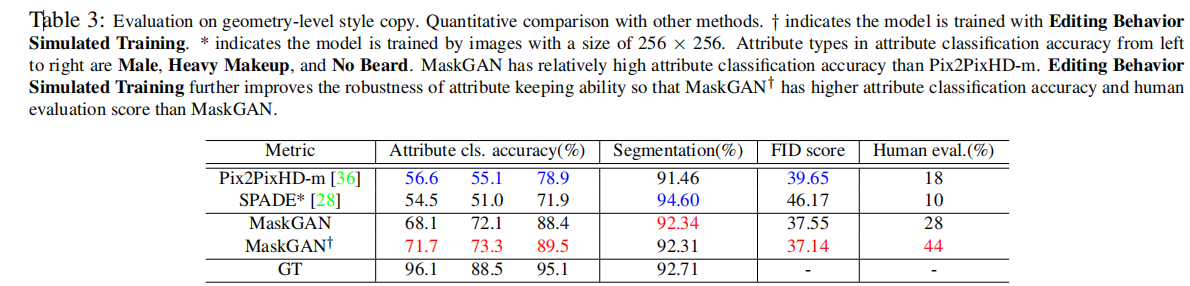 Table 3: Evaluation on geometry-level style copy. Quantitative comparison with other methods. † indicates the model is trained with Editing Behavior
Simulated Training. * indicates the model is trained by images with a size of 256 × 256. Attribute types in attribute classification accuracy from left
to right are Male, Heavy Makeup, and No Beard. MaskGAN has relatively high attribute classification accuracy than Pix2PixHD-m. Editing Behavior
Simulated Training further improves the robustness of attribute keeping ability so that MaskGAN† has higher attribute classification accuracy and human
evaluation score than MaskGAN.
Metric Attribute cls. accuracy(%) Segmentation(%) FID score Human eval.(%)
Pix2PixHD-m [36] 56.6 55.1 78.9 91.46 39.65 18
SPADE* [28] 54.5 51.0 71.9 94.60 46.17 10
MaskGAN 68.1 72.1 88.4 92.34 37.55 28
MaskGAN† 71.7 73.3 89.5 92.31 37.14 44
GT 96.1 88.5 95.1 92.71 - -